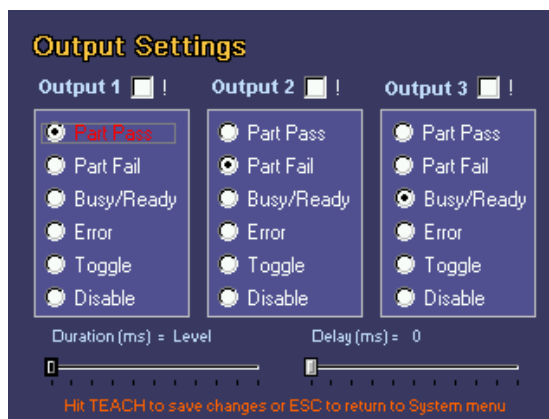 Output Settings
Output 1 ! Output 2 ! Output 3 !
Part Pass Part Pass Part Pass
Part Fail Part Fail Part Fail
Busy/Ready Busy/Ready Busy/Ready
Error Error Error
Toggle Toggle Toggle
Disable Disable Disable
Duration (ms) = Level Delay (ms) = 0
Hit TEACH to save changes or ESC to return to System menu